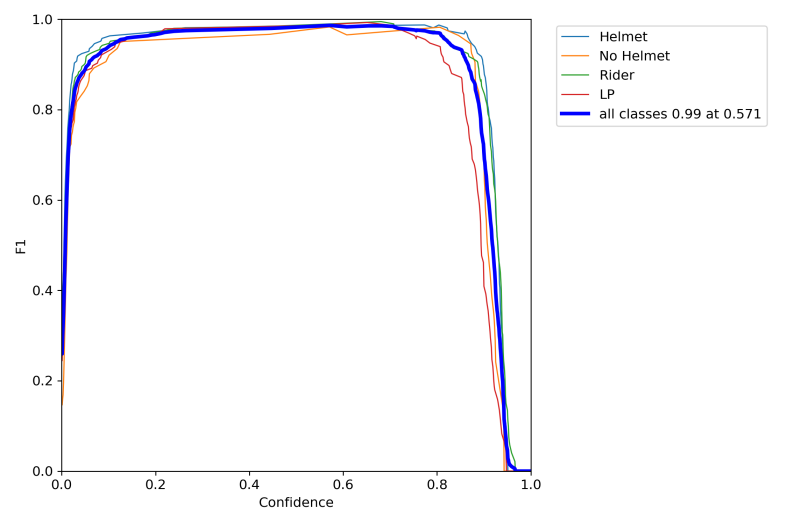 1.0
0.8
0.6
0.4
0.2
0.0
F1
0.0 0.2 0.4 0.6 0.8 1.0
Confidence
Helmet
No Helmet
Rider
LP
all classes 0.99 at 0.571